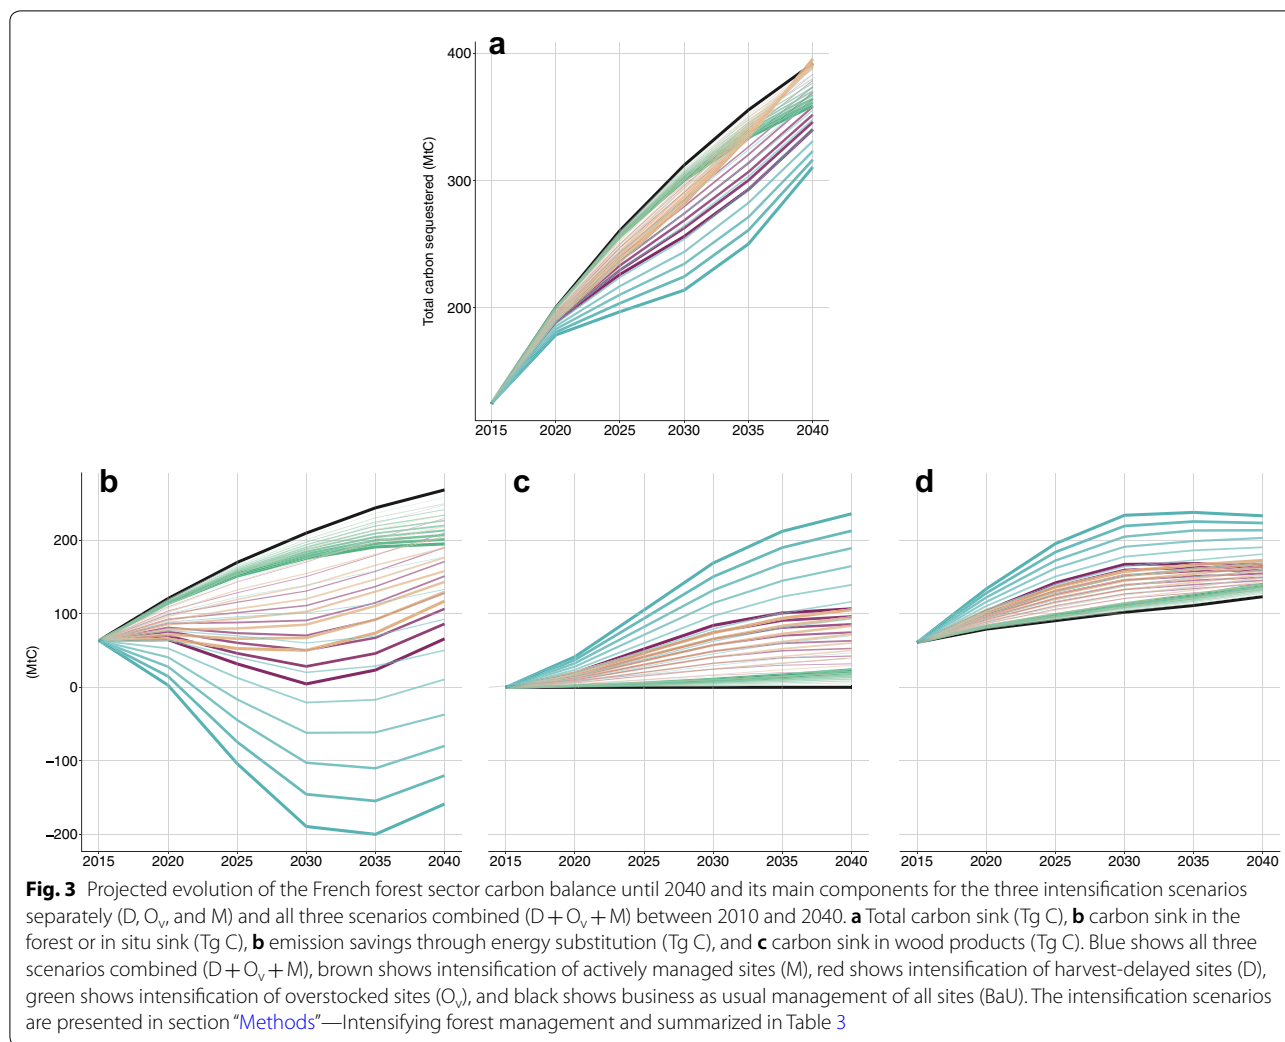 a
400
300
200
Total carbon sequestered (MtC)
2015 2020 2025 2030 2035 2040
b c d
200
100
0
−100
−200
(MtC)
2015 2020 2025 2030 2035 2040 2015 2020 2025 2030 2035 2040 2015 2020 2025 2030 2035 2040
Fig. 3 Projected evolution of the French forest sector carbon balance until 2040 and its main components for the three intensification scenarios
separately (D, Ov, and M) and all three scenarios combined (D + Ov + M) between 2010 and 2040. a Total carbon sink (Tg C), b carbon sink in the
forest or in situ sink (Tg C), b emission savings through energy substitution (Tg C), and c carbon sink in wood products (Tg C). Blue shows all three
scenarios combined (D + Ov + M), brown shows intensification of actively managed sites (M), red shows intensification of harvest-delayed sites (D),
green shows intensification of overstocked sites (Ov), and black shows business as usual management of all sites (BaU). The intensification scenarios
are presented in section “Methods”—Intensifying forest management and summarized in Table 3